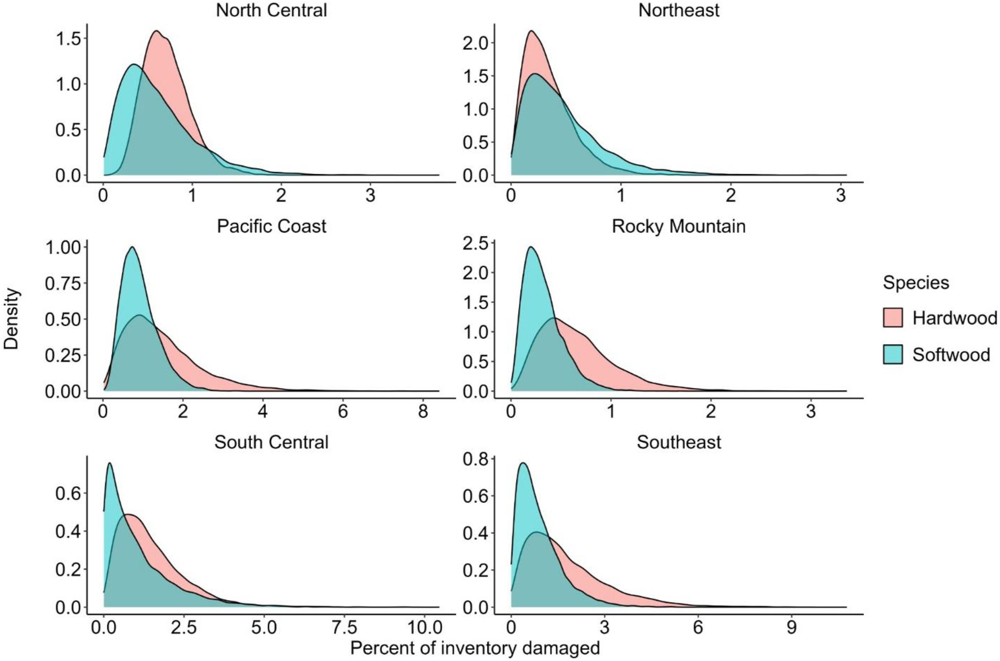 North Central
Northeast
1.5
1.0
0.5
0.0
0 1 2 3
2.0
1.5
1.0
0.5
0.0
0 1 2 3
Pacific Coast
Rocky Mountain
1.00
0.75
0.50
0.25
0.00
0 2 4 6 8
2.5
2.0
1.5
1.0
0.5
0.0
0 1 2 3
South Central
Southeast
0.6
0.4
0.2
0.0
0.0 2.5 5.0 7.5 10.0
0.8
0.6
0.4
0.2
0.0
0 3 6 9
Density
Percent of inventory damaged
Species
Hardwood
Softwood